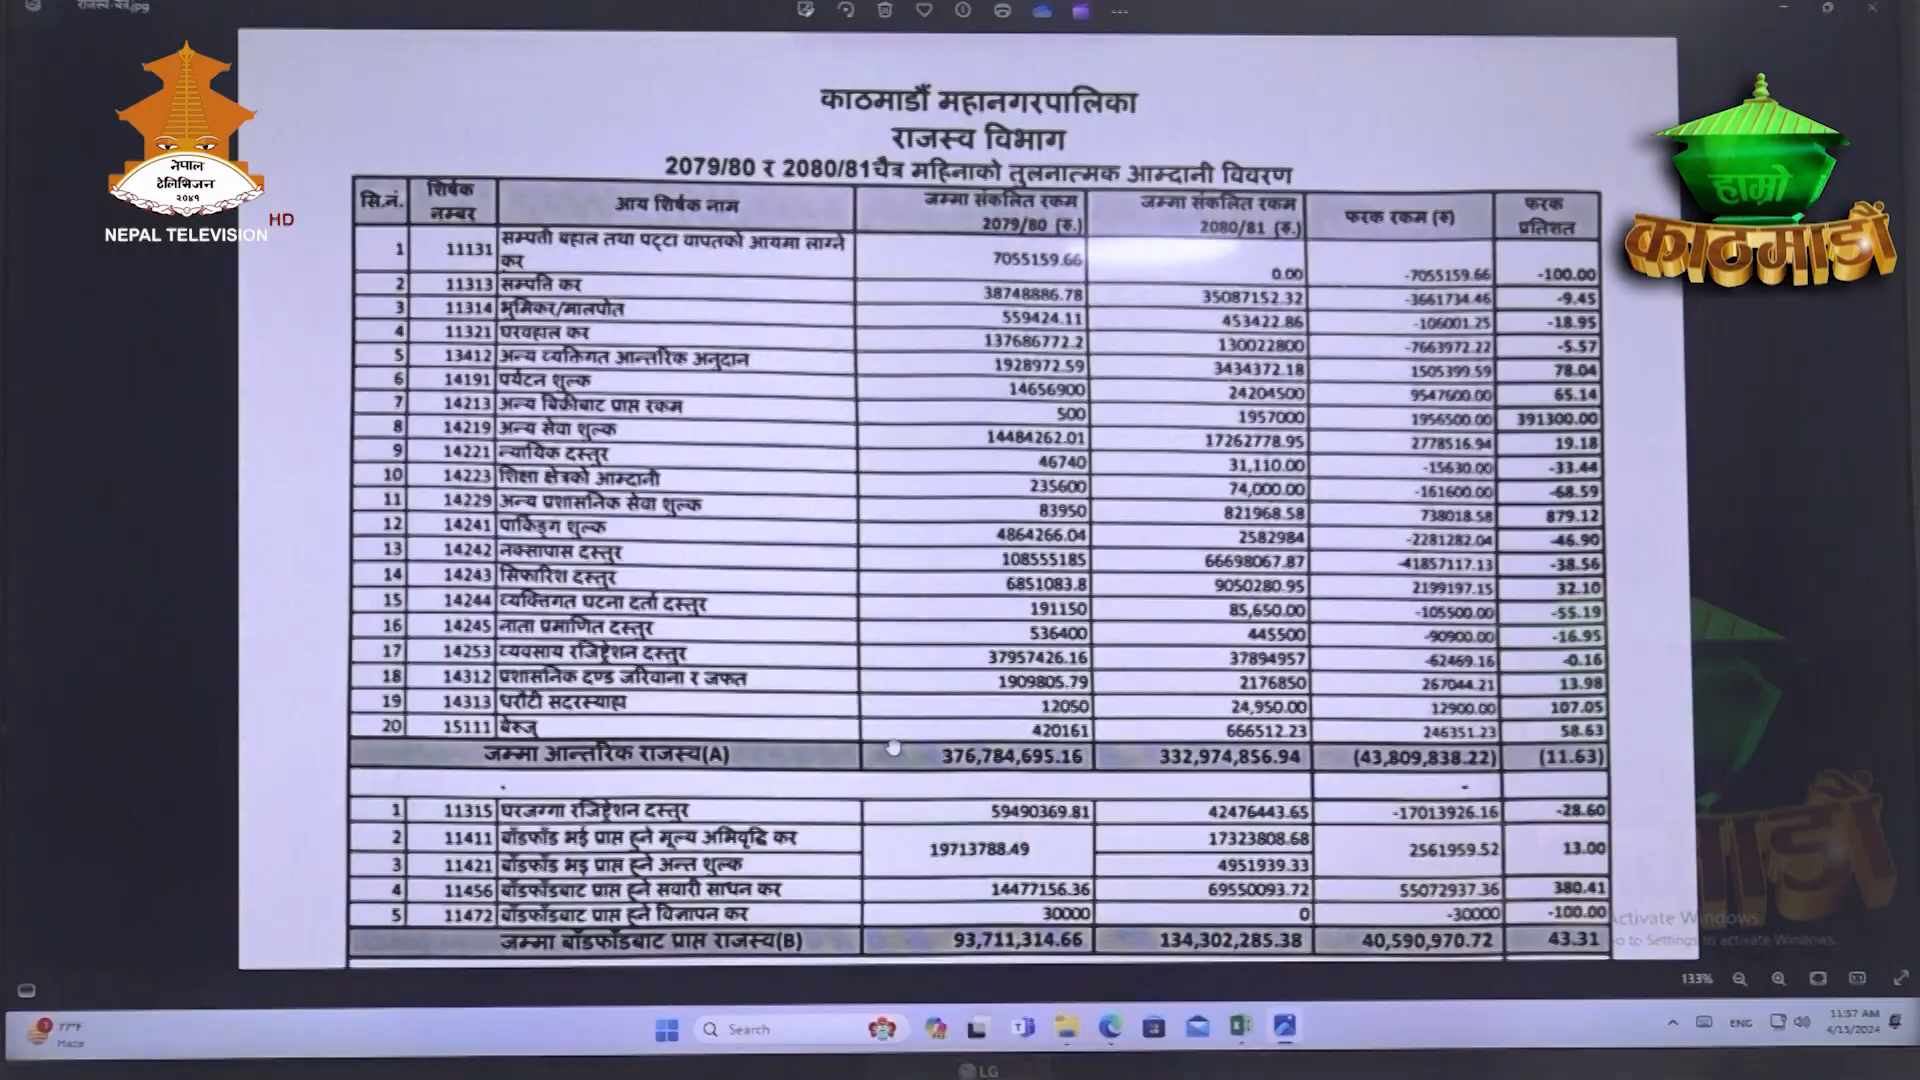 राजस्व-चैत्र.jpg
नेपाल
टेलिभिजन
२०४१
NEPAL TELEVISION HD
हाम्रो
काठमाडौं
काठमाडौं महानगरपालिका
राजस्व विभाग
2079/80 र 2080/81चैत्र महिनाको तुलनात्मक आम्दानी विवरण
सि.नं. शिर्षक नम्बर आय शिर्षक नाम जम्मा संकलित रकम 2079/80 (रु.) जम्मा संकलित रकम 2080/81 (रु.) फरक रकम (रु) फरक प्रतिशत
1 11131 सम्पती बहाल तथा पट्टा वापतको आयमा लाग्ने कर 7055159.66 0.00 -7055159.66 -100.00
2 11313 सम्पति कर 38748886.78 35087152.32 -3661734.46 -9.45
3 11314 भुमिकर/मालपोत 559424.11 453422.86 -106001.25 -18.95
4 11321 घरवहाल कर 137686772.2 130022800 -7663972.22 -5.57
5 13412 अन्य व्यक्तिगत आन्तरिक अनुदान 1928972.59 3434372.18 1505399.59 78.04
6 14191 पर्यटन शुल्क 14656900 24204500 9547600.00 65.14
7 14213 अन्य बिक्रीबाट प्राप्त रकम 500 1957000 1956500.00 391300.00
8 14219 अन्य सेवा शुल्क 14484262.01 17262778.95 2778516.94 19.18
9 14221 न्यायिक दस्तुर 46740 31,110.00 -15630.00 -33.44
10 14223 शिक्षा क्षेत्रको आम्दानी 235600 74,000.00 -161600.00 -68.59
11 14229 अन्य प्रशासनिक सेवा शुल्क 83950 821968.58 738018.58 879.12
12 14241 पार्किङ्ग शुल्क 4864266.04 2582984 -2281282.04 -46.90
13 14242 नक्सापास दस्तुर 108555185 66698067.87 -41857117.13 -38.56
14 14243 सिफारिश दस्तुर 6851083.8 9050280.95 2199197.15 32.10
15 14244 व्यक्तिगत घटना दर्ता दस्तुर 191150 85,650.00 -105500.00 -55.19
16 14245 नाता प्रमाणित दस्तुर 536400 445500 -90900.00 -16.95
17 14253 व्यवसाय रजिष्ट्रेशन दस्तुर 37957426.16 37894957 -62469.16 -0.16
18 14312 प्रशासनिक दण्ड जरिवाना र जफत 1909805.79 2176850 267044.21 13.98
19 14313 धरौटी सदरस्याहा 12050 24,950.00 12900.00 107.05
20 15111 बेरूजु 420161 666512.23 246351.23 58.63
जम्मा आन्तरिक राजस्य(A) 376,784,695.16 332,974,856.94 (43,809,838.22) (11.63)
-
1 11315 घरजग्गा रजिष्ट्रेशन दस्तुर 59490369.81 42476443.65 -17013926.16 -28.60
2 11411 बाँडफाँड भई प्राप्त हुने मूल्य अभिवृद्धि कर 19713788.49 17323808.68 2561959.52 13.00
3 11421 बाँडफाँड भइ प्राप्त हुने अन्त शुल्क 4951939.33
4 11456 बाँडफाँडबाट प्राप्त हुने सवारी साधन कर 14477156.36 69550093.72 55072937.36 380.41
5 11472 बाँडफाँडबाट प्राप्त हुने विज्ञापन कर 30000 0 -30000 -100.00
जम्मा बाँडफाँडबाट प्राप्त राजस्य(B) 93,711,314.66 134,302,285.38 40,590,970.72 43.31
Activate Windows
Go to Settings to activate Windows.
133%
77°F
Haze
Search
ENG
11:57 AM
4/15/2024
LG